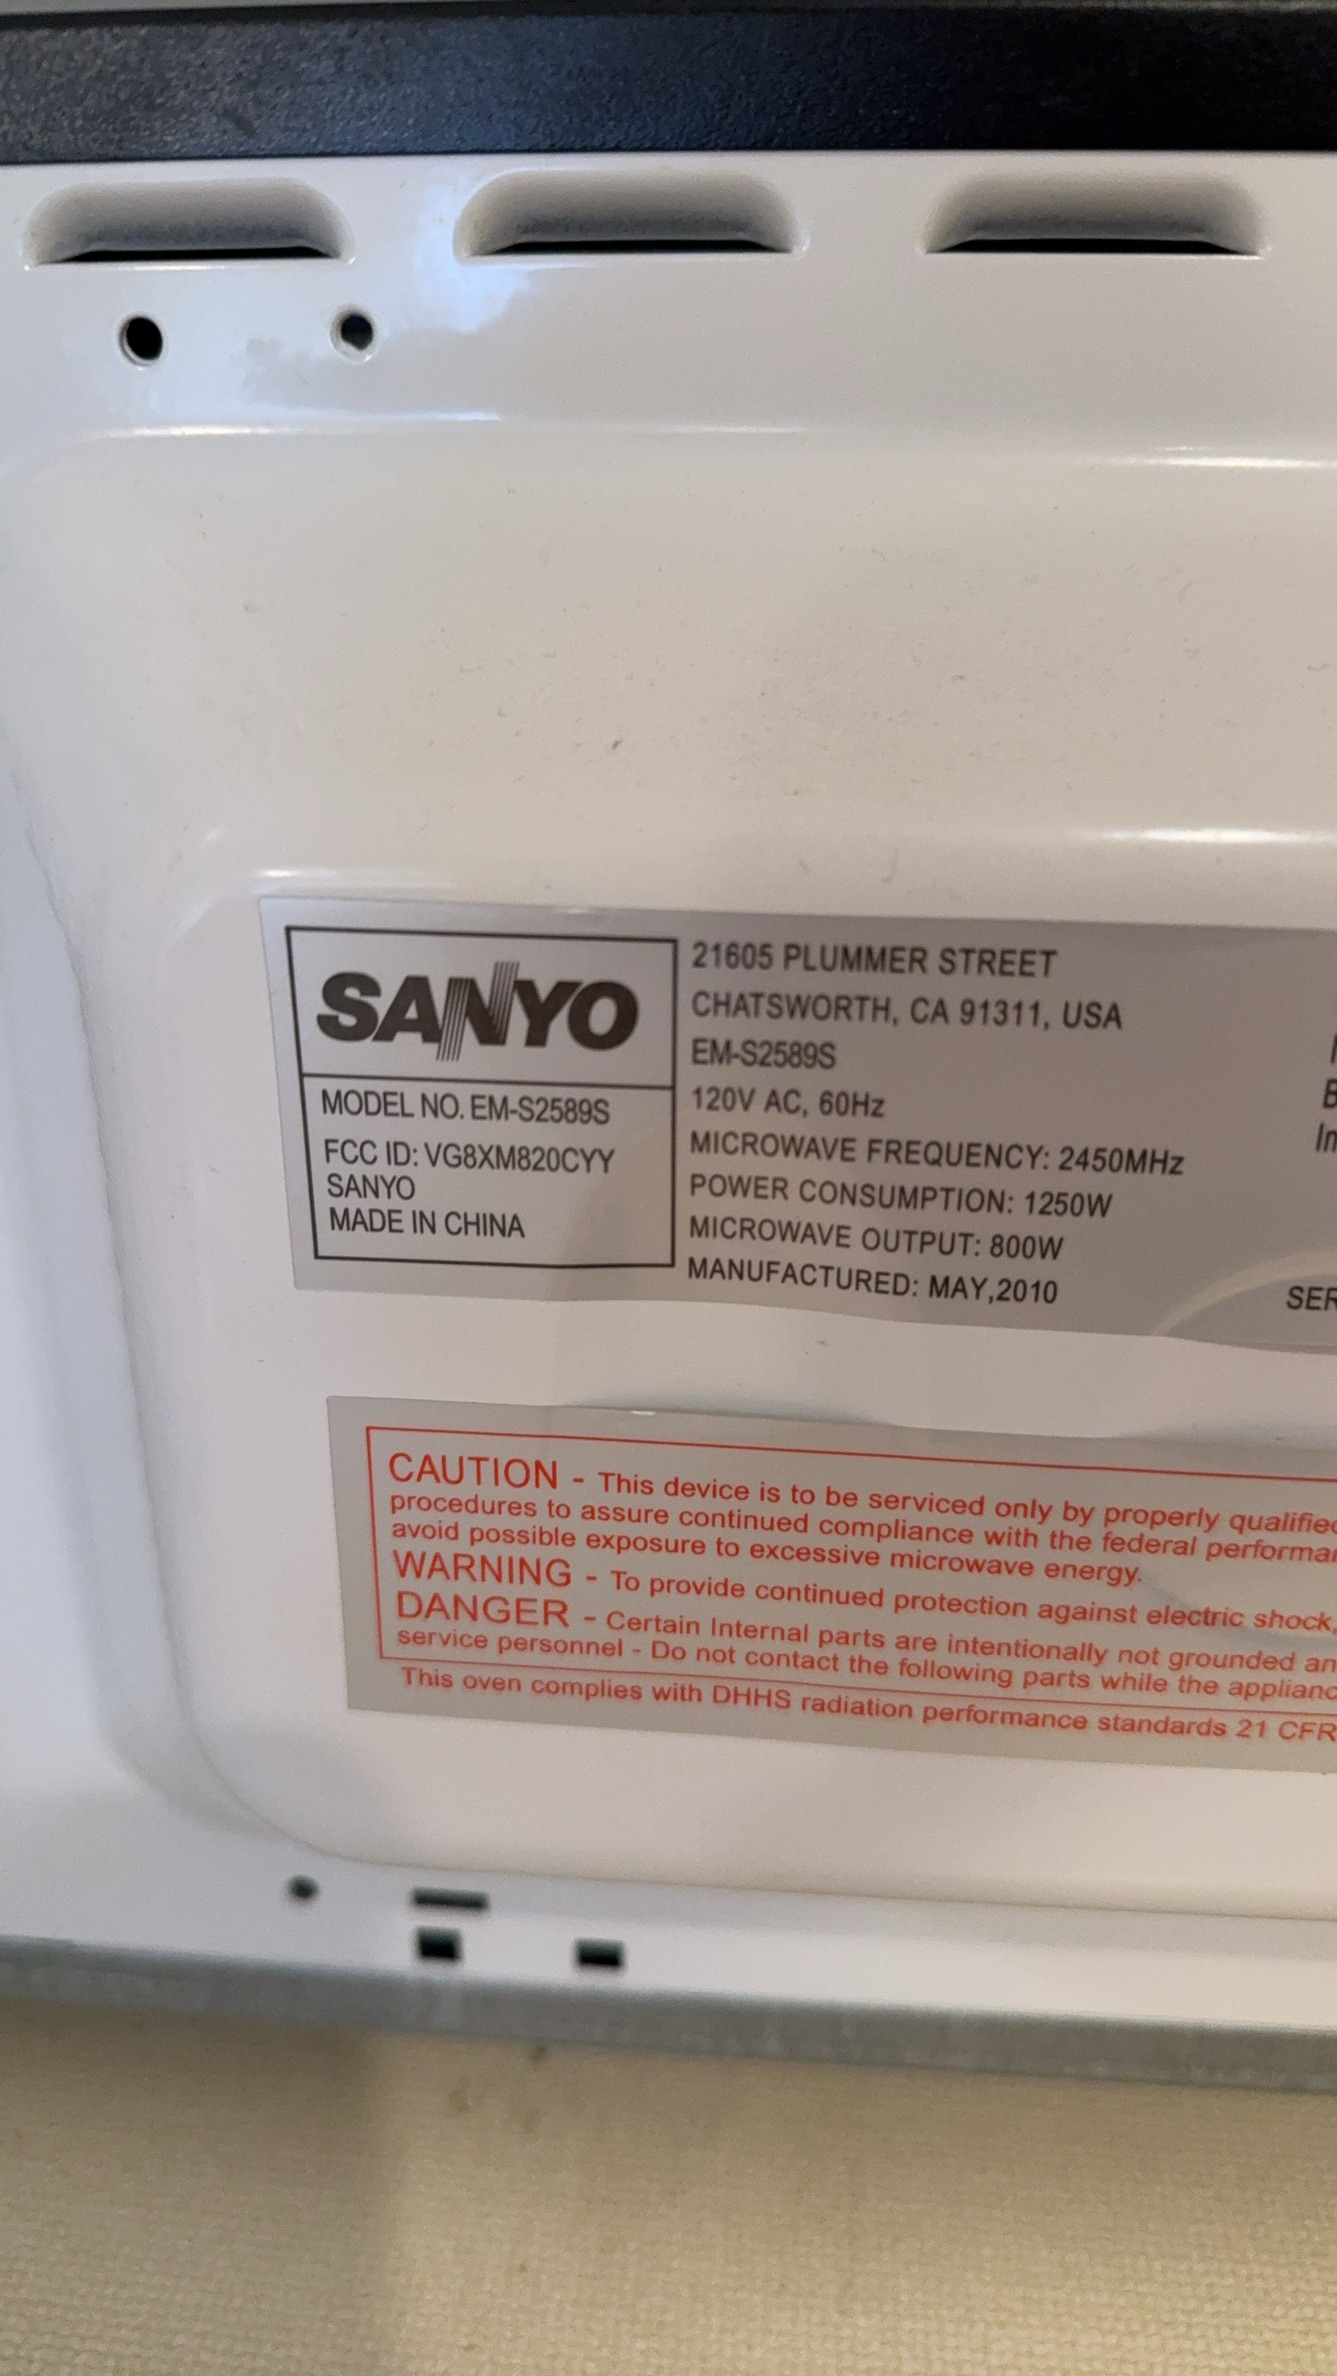 SANYO
MODEL NO. EM-S2589S
FCC ID: VG8XM820CYY
SANYO
MADE IN CHINA
21605 PLUMMER STREET
CHATSWORTH, CA 91311, USA
EM-S2589S
120V AC, 60Hz
MICROWAVE FREQUENCY: 2450MHz
POWER CONSUMPTION: 1250W
MICROWAVE OUTPUT: 800W
MANUFACTURED: MAY,2010
CAUTION - This device is to be serviced only by properly qualified
procedures to assure continued compliance with the federal
avoid possible exposure to excessive microwave energy.
WARNING - To provide continued protection against electric shock,
DANGER - Certain Internal parts are intentionally not grounded
service personnel - Do not contact the following parts while the
This oven complies with DHHS radiation performance standards 21 CFR